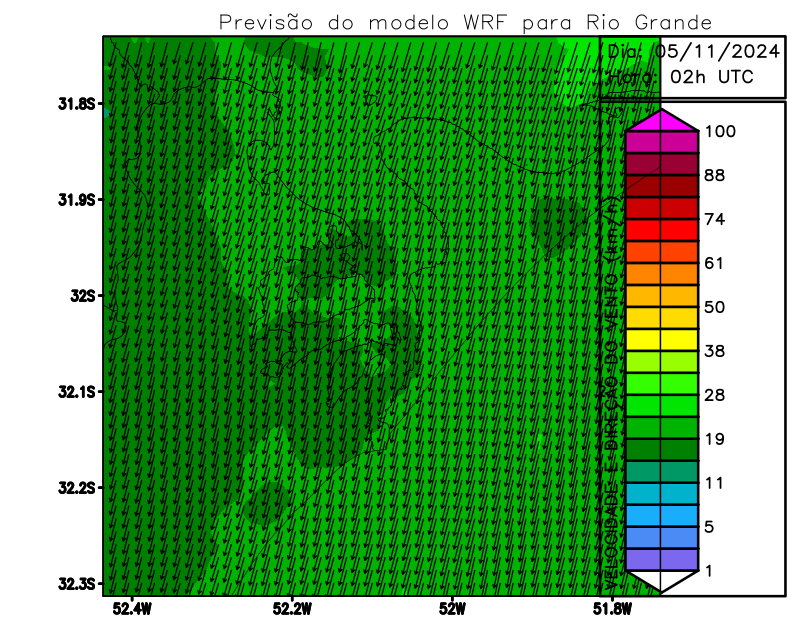 Previsão do modelo WRF para Rio Grande
Dia: 05/11/2024
Hora: 02h UTC
31.8S
31.9S
32S
32.1S
32.2S
32.3S
52.4W
52.2W
52W
51.8W
VELOCIDADE E DIREÇÃO DO VENTO (km/h)
100
88
74
61
50
38
28
19
11
5
1